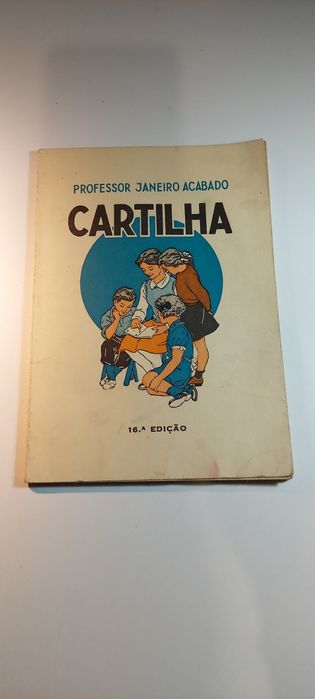 PROFESSOR JANEIRO ACABADO
CARTILHA
16.ª EDIÇÃO